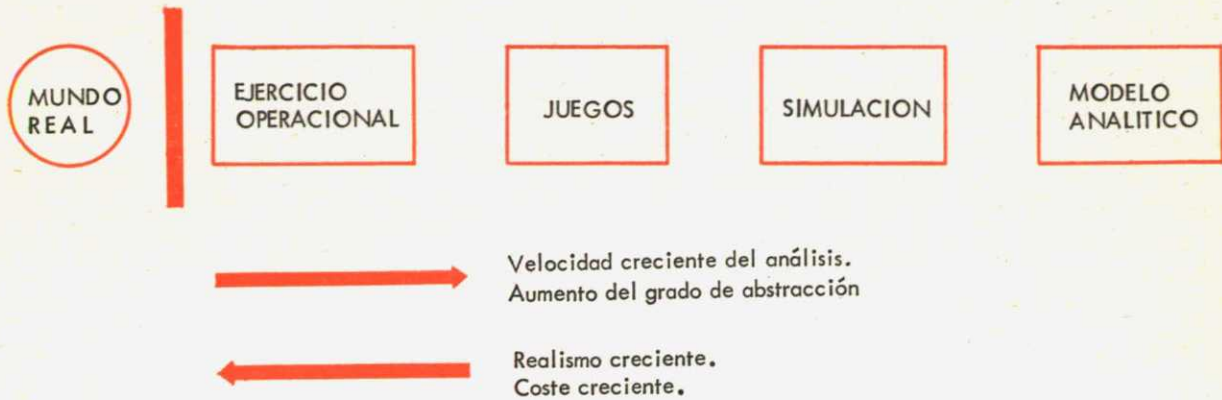 MUNDO
REAL
EJERCICIO
OPERACIONAL
JUEGOS
SIMULACION
MODELO
ANALITICO
Velocidad creciente del análisis.
Aumento del grado de abstracción
Realismo creciente.
Coste creciente.